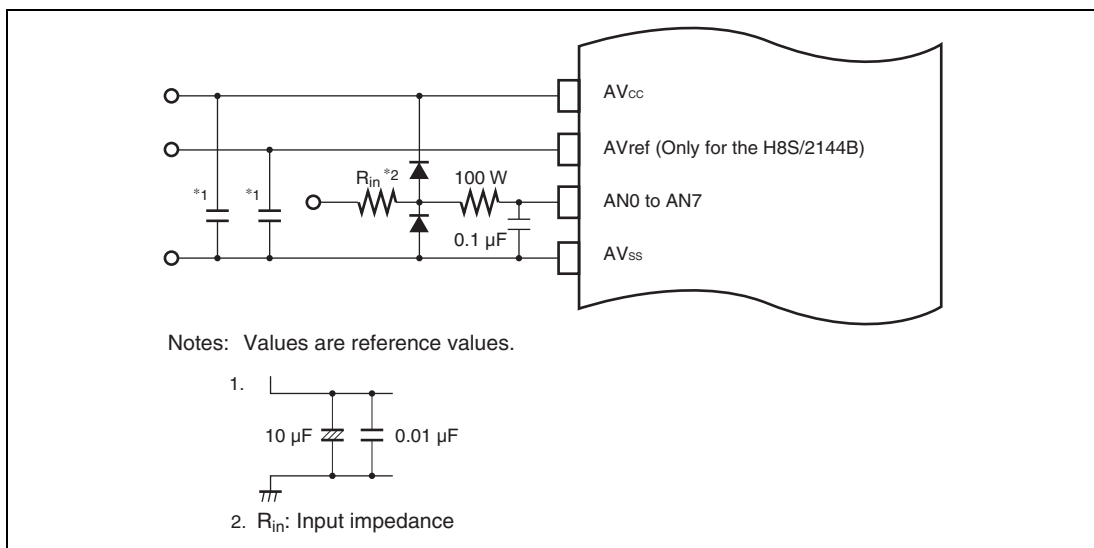 AVcc
AVref (Only for the H8S/2144B)
*1 *1 Rin *2 100 W
AN0 to AN7
0.1 µF
AVss
Notes: Values are reference values.
1.
10 µF 0.01 µF
2. Rin: Input impedance